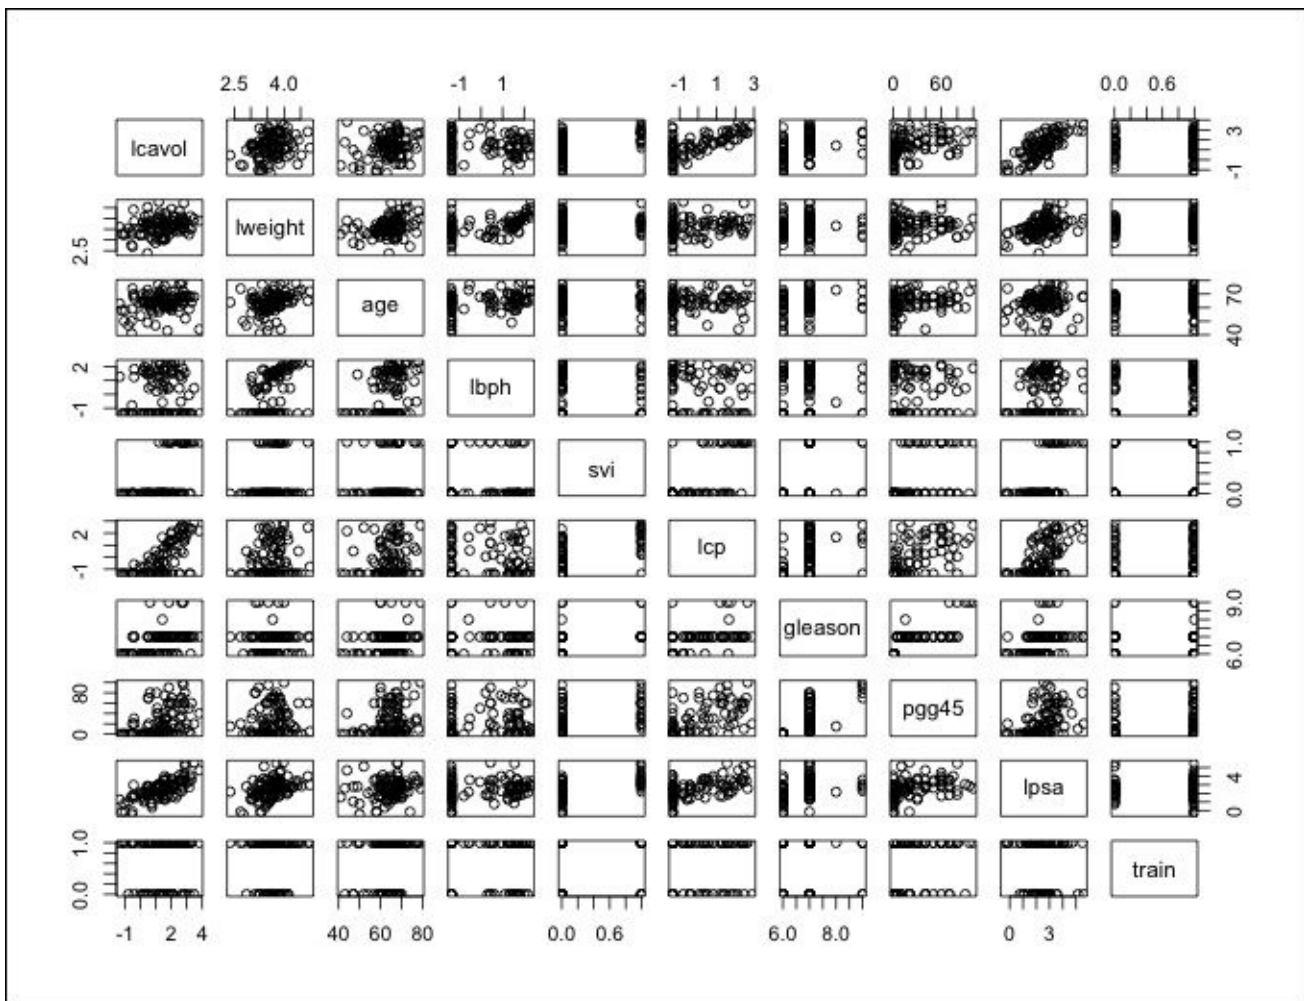 2.5 4.0 -1 1 -1 1 3 0 60 0.0 0.6
lcavol -1 3
2.5 lweight
age 40 70
-1 2 lbph
svi 0.0 1.0
-1 2 lcp
gleason 6.0 9.0
0 80 pgg45
lpsa 0 4
0.0 1.0 train
-1 2 4 40 60 80 0.0 0.6 6.0 8.0 0 3